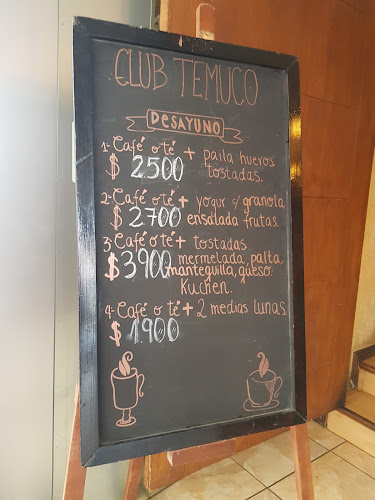 CLUB TEMUCO
DESAYUNO
1- Café o té + paila huevos
$ 2500 tostadas.
2- Café o té + yogur c/ granola
$ 2700 ensalada frutas.
3 Café o té + tostadas
$ 3900 mermelada, palta,
mantequilla, queso.
Kuchen.
4- Café o té + 2 medias lunas.
$ 1900